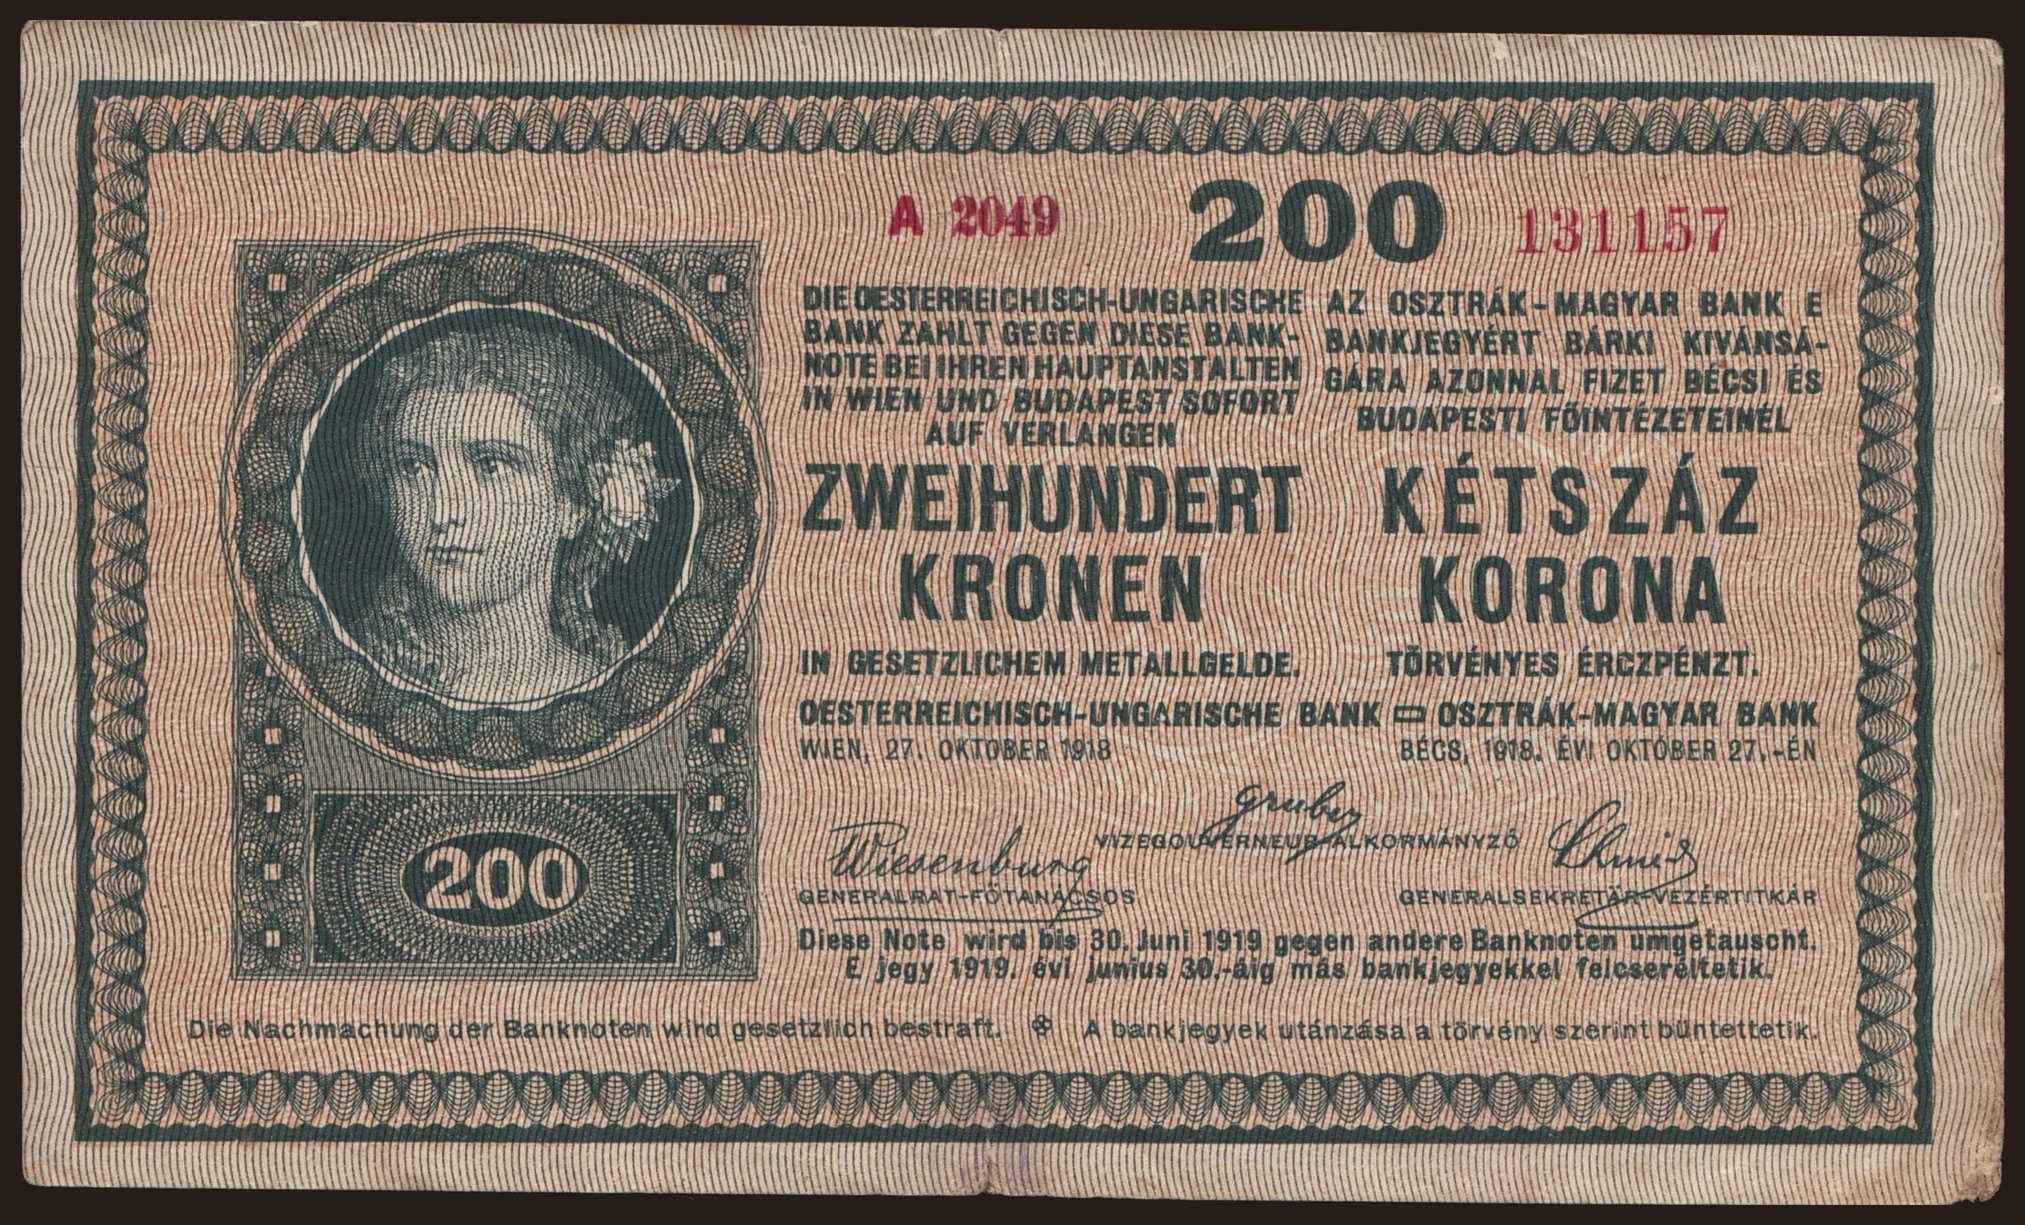 A 2049 200 131157
DIE OESTERREICHISCH-UNGARISCHE
BANK ZAHLT GEGEN DIESE BANK-
NOTE BEI IHREN HAUPTANSTALTEN
IN WIEN UND BUDAPEST SOFORT
AUF VERLANGEN
ZWEIHUNDERT
KRONEN
IN GESETZLICHEM METALLGELDE.
AZ OSZTRÁK-MAGYAR BANK E
BANKJEGYÉRT BÁRKI KIVÁNSÁ-
GÁRA AZONNAL FIZET BÉCSI ÉS
BUDAPESTI FŐINTÉZETEINÉL
KÉTSZÁZ
KORONA
TÖRVÉNYES ÉRCZPÉNZT.
OESTERREICHISCH-UNGARISCHE BANK OSZTRÁK-MAGYAR BANK
WIEN, 27. OKTOBER 1918
BÉCS, 1918. ÉVI OKTÓBER 27.-ÉN
Gruber
VIZEGOUVERNEUR-ALKORMÁNYZÓ
Wiesenburg
GENERALRAT-FŐTANÁCSOS
Schmid
GENERALSEKRETÄR-VEZÉRTITKÁR
Diese Note wird bis 30. Juni 1919 gegen andere Banknoten umgetauscht.
E jegy 1919. évi junius 30.-áig más bankjegyekkel felcseréltetik.
200
Die Nachmachung der Banknoten wird gesetzlich bestraft. A bankjegyek utánzása a törvény szerint büntettetik.